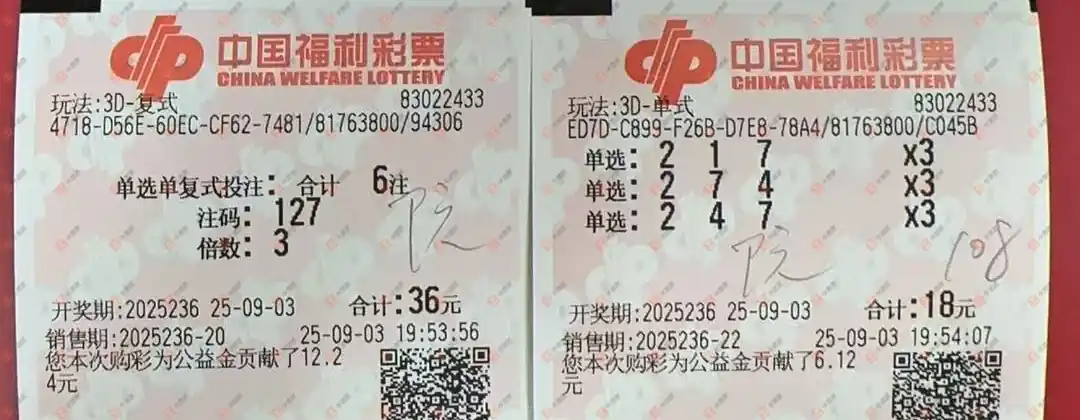 中国福利彩票
CHINA WELFARE LOTTERY
玩法:3D-复式 83022433
4718-D56E-60EC-CF62-7481/81763800/94306
单选单复式投注: 合计 6注
注码: 127
倍数: 3
开奖期:2025236 25-09-03 合计:36元
销售期:2025236-20 25-09-03 19:53:56
您本次购彩为公益金贡献了12.2
4元
中国福利彩票
CHINA WELFARE LOTTERY
玩法:3D-单式 83022433
ED7D-C899-F26B-D7E8-78A4/81763800/C045B
单选: 2 1 7 x3
单选: 2 7 4 x3
单选: 2 4 7 x3
108
开奖期:2025236 25-09-03 合计:18元
销售期:2025236-22 25-09-03 19:54:07
您本次购彩为公益金贡献了6.12
元